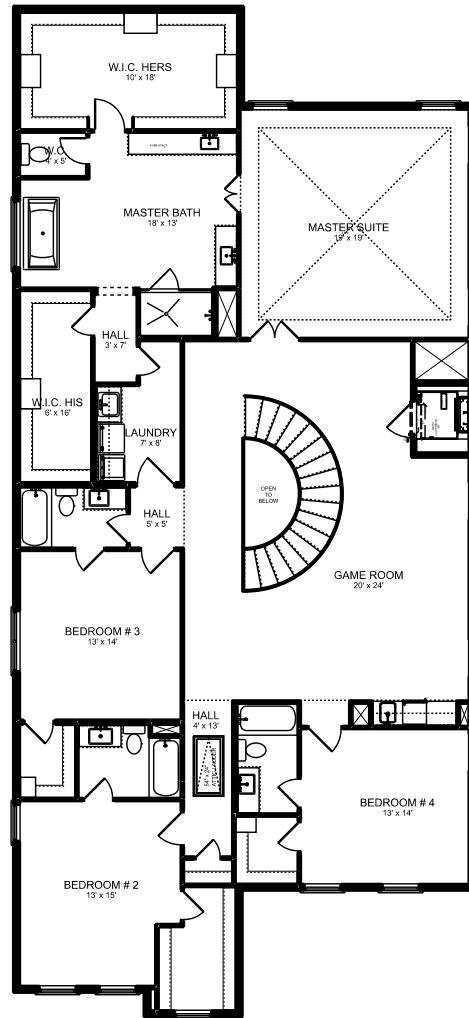 W.I.C. HERS
10' x 18'
W.C.
4' x 5'
MASTER BATH
18' x 13'
MASTER SUITE
19' x 19'
HALL
3' x 7'
W.I.C. HIS
6' x 16'
LAUNDRY
7' x 8'
OPEN
TO
BELOW
HALL
5' x 5'
GAME ROOM
20' x 24'
BEDROOM # 3
13' x 14'
HALL
4' x 13'
BEDROOM # 4
13' x 14'
BEDROOM # 2
13' x 15'